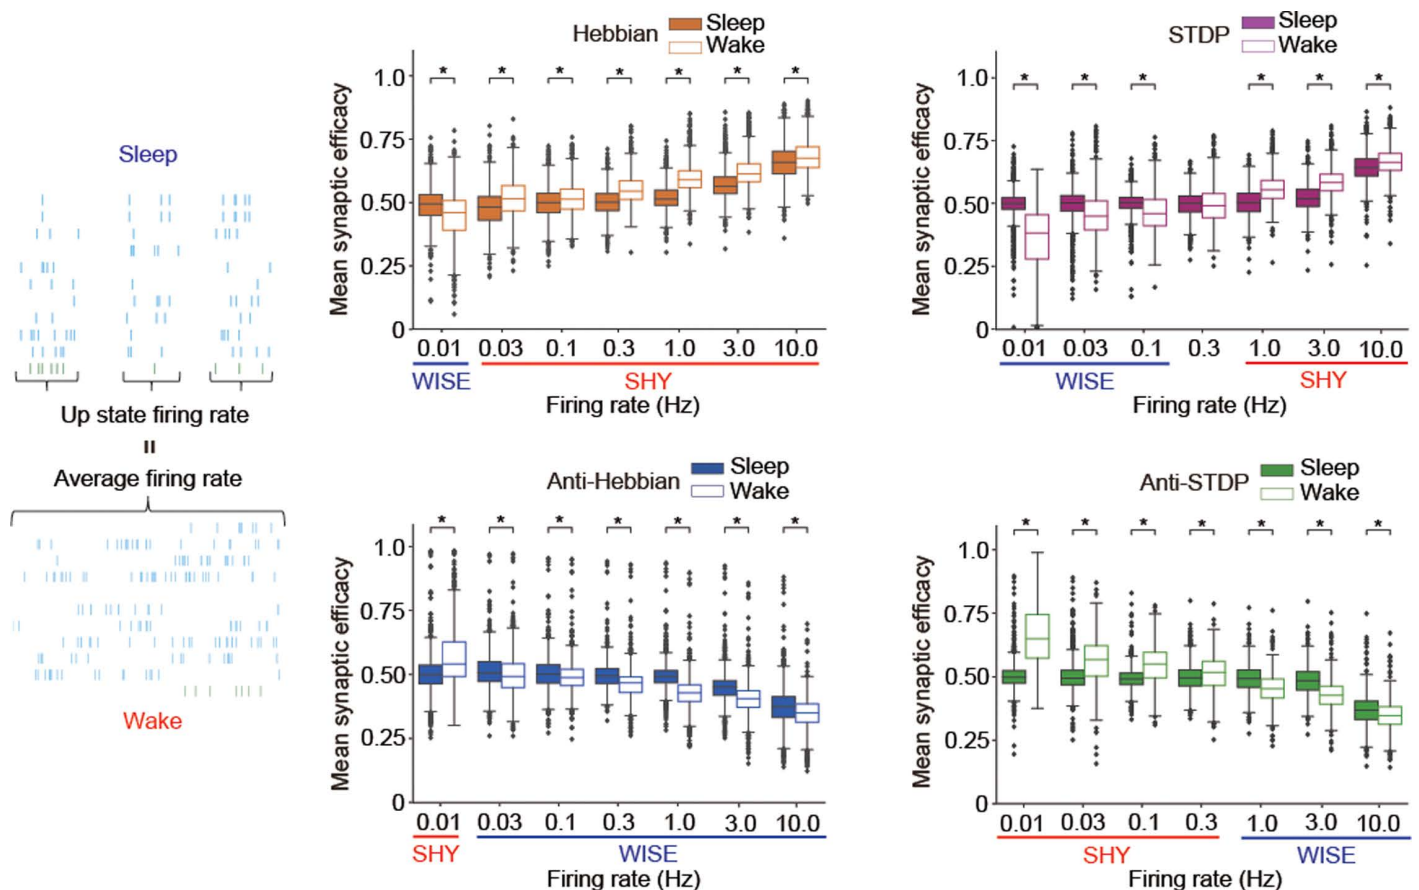 Sleep
Up state firing rate
=
Average firing rate
Wake
Hebbian
Sleep
Wake
Mean synaptic efficacy
1.0
0.75
0.50
0.25
0
* * * * * * *
0.01 0.03 0.1 0.3 1.0 3.0 10.0
WISE SHY
Firing rate (Hz)
STDP
Sleep
Wake
Mean synaptic efficacy
1.0
0.75
0.50
0.25
0
* * * * * *
0.01 0.03 0.1 0.3 1.0 3.0 10.0
WISE SHY
Firing rate (Hz)
Anti-Hebbian
Sleep
Wake
Mean synaptic efficacy
1.0
0.75
0.50
0.25
0
* * * * * * *
0.01 0.03 0.1 0.3 1.0 3.0 10.0
SHY WISE
Firing rate (Hz)
Anti-STDP
Sleep
Wake
Mean synaptic efficacy
1.0
0.75
0.50
0.25
0
* * * * * * *
0.01 0.03 0.1 0.3 1.0 3.0 10.0
SHY WISE
Firing rate (Hz)